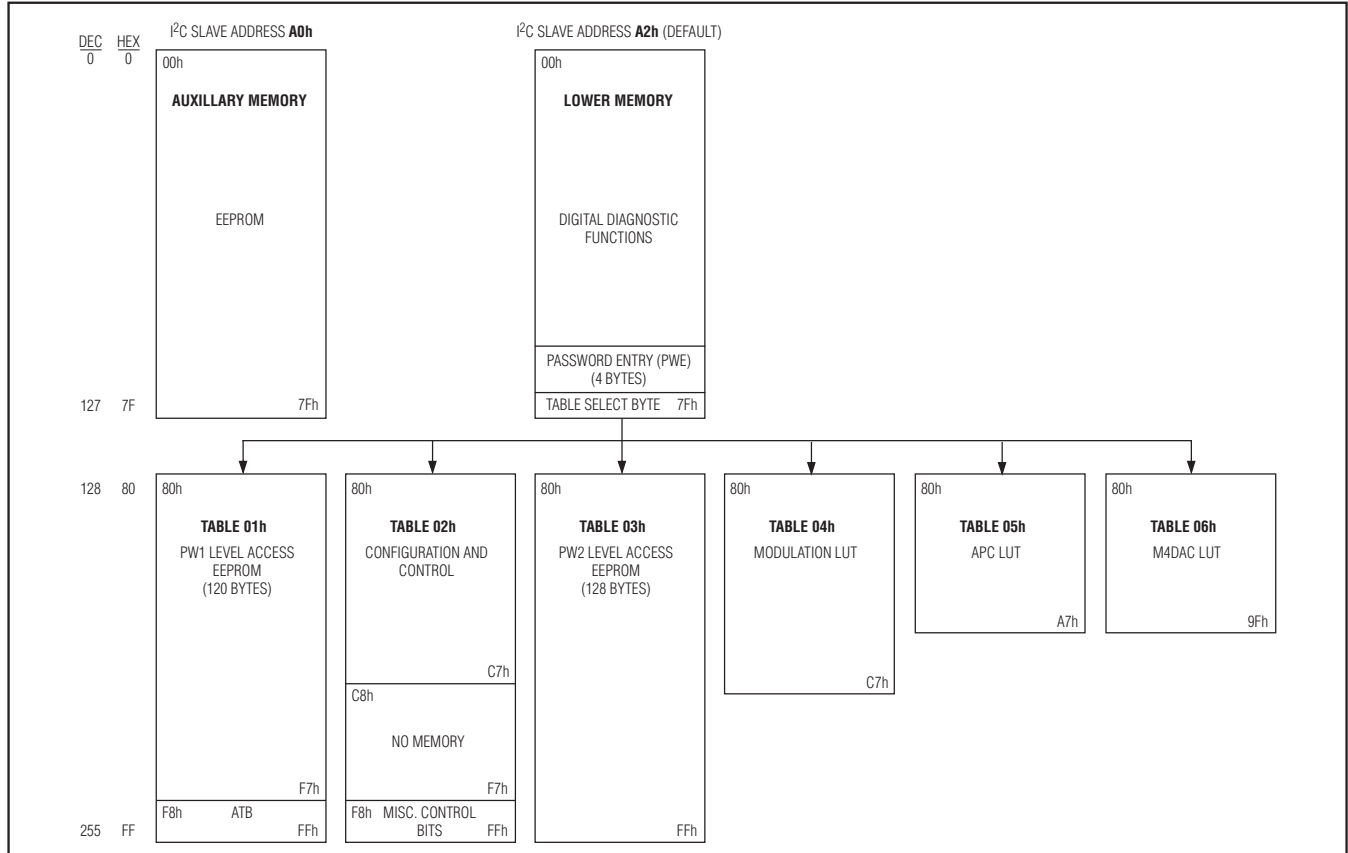 I2C SLAVE ADDRESS A0h
I2C SLAVE ADDRESS A2h (DEFAULT)
DEC HEX
0 0
00h
AUXILLARY MEMORY
EEPROM
7Fh
00h
LOWER MEMORY
DIGITAL DIAGNOSTIC
FUNCTIONS
PASSWORD ENTRY (PWE)
(4 BYTES)
TABLE SELECT BYTE 7Fh
127 7F
128 80
80h
TABLE 01h
PW1 LEVEL ACCESS
EEPROM
(120 BYTES)
F7h
F8h ATB
FFh
80h
TABLE 02h
CONFIGURATION AND
CONTROL
C7h
C8h
NO MEMORY
F7h
F8h MISC. CONTROL
BITS FFh
80h
TABLE 03h
PW2 LEVEL ACCESS
EEPROM
(128 BYTES)
FFh
80h
TABLE 04h
MODULATION LUT
C7h
80h
TABLE 05h
APC LUT
A7h
80h
TABLE 06h
M4DAC LUT
9Fh
255 FF